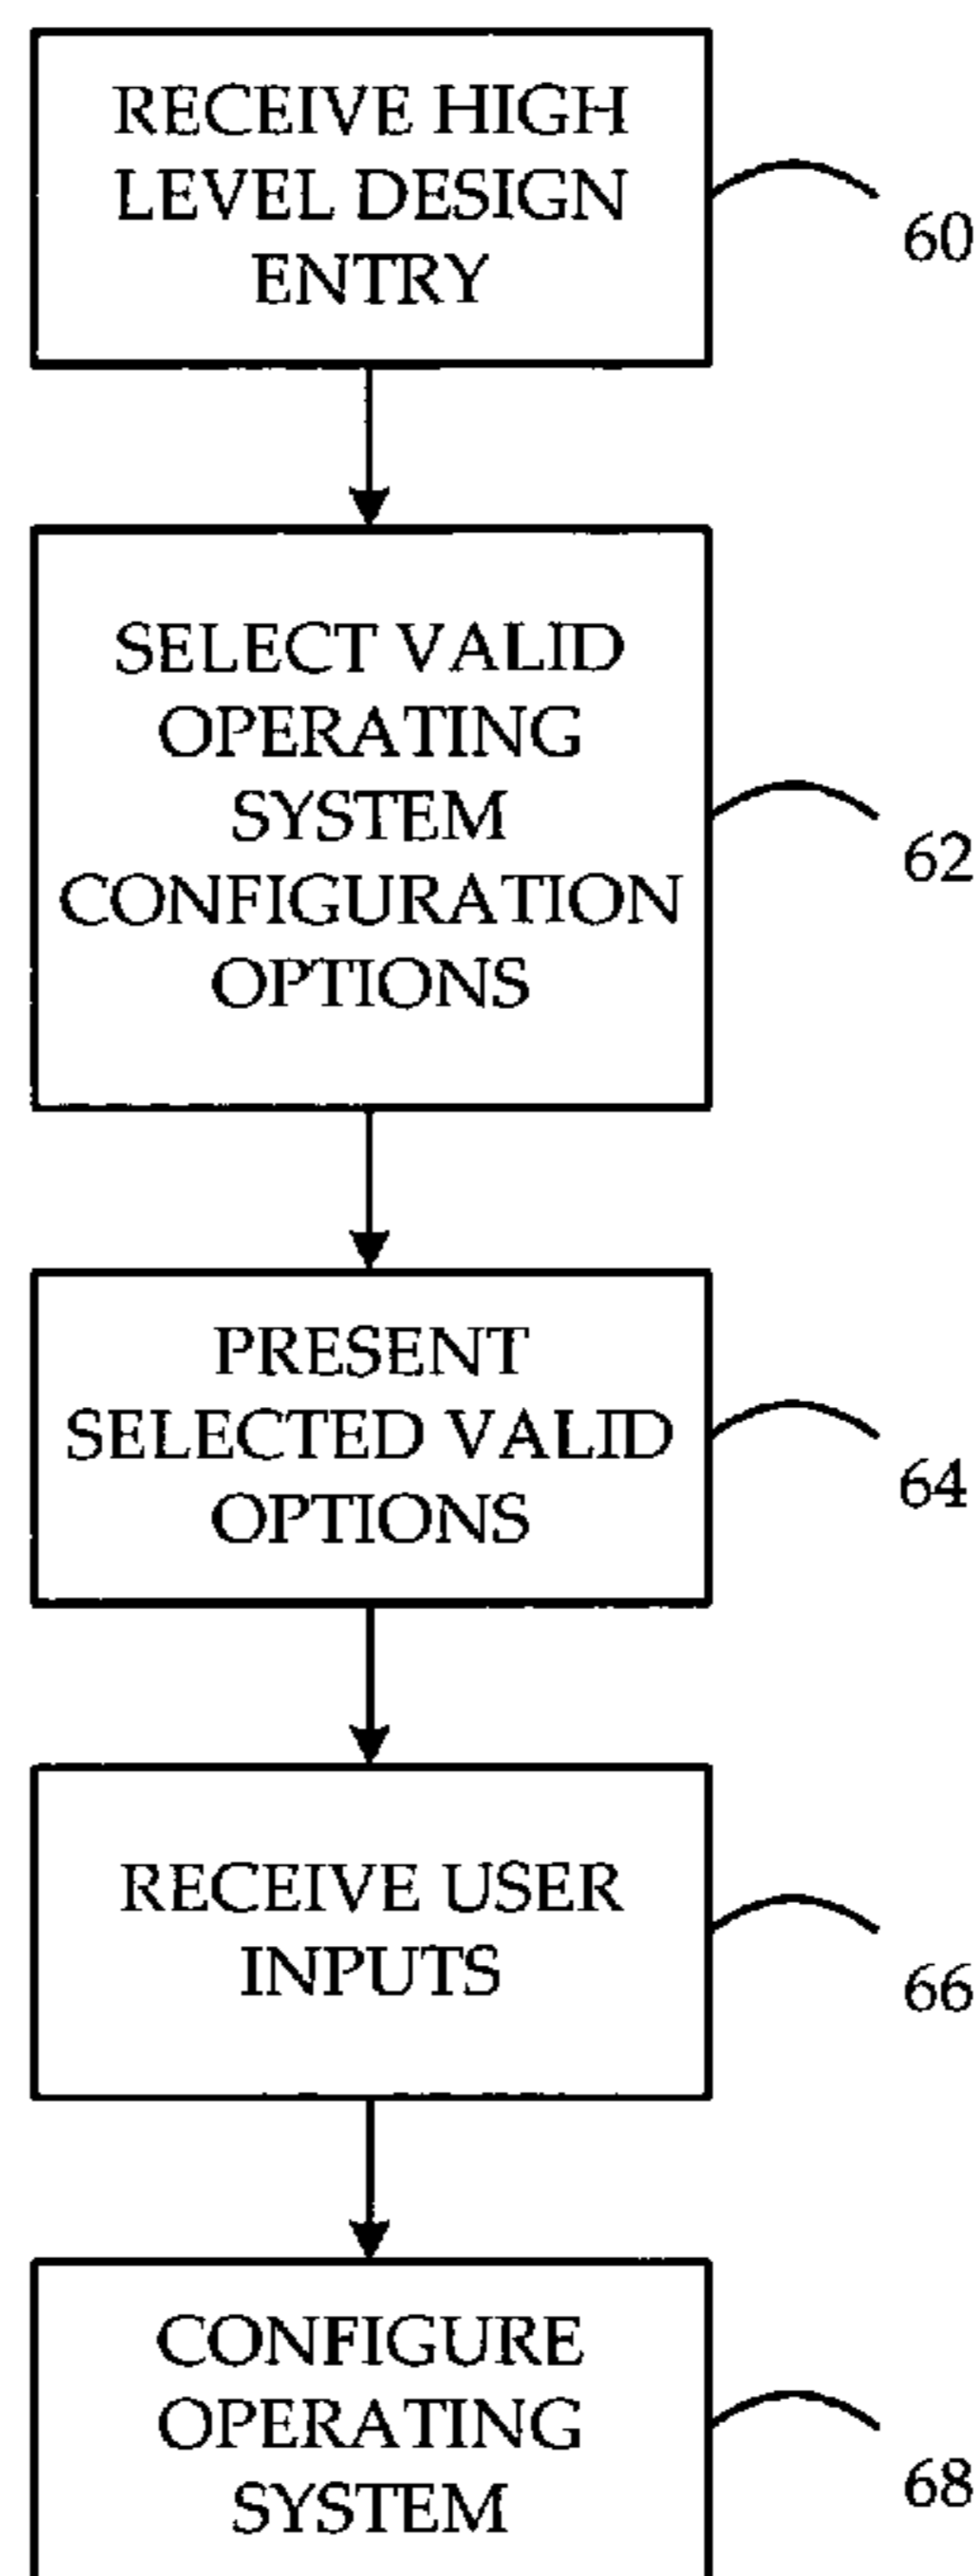 RECEIVE HIGH
LEVEL DESIGN
ENTRY
60
SELECT VALID
OPERATING
SYSTEM
CONFIGURATION
OPTIONS
62
PRESENT
SELECTED VALID
OPTIONS
64
RECEIVE USER
INPUTS
66
CONFIGURE
OPERATING
SYSTEM
68